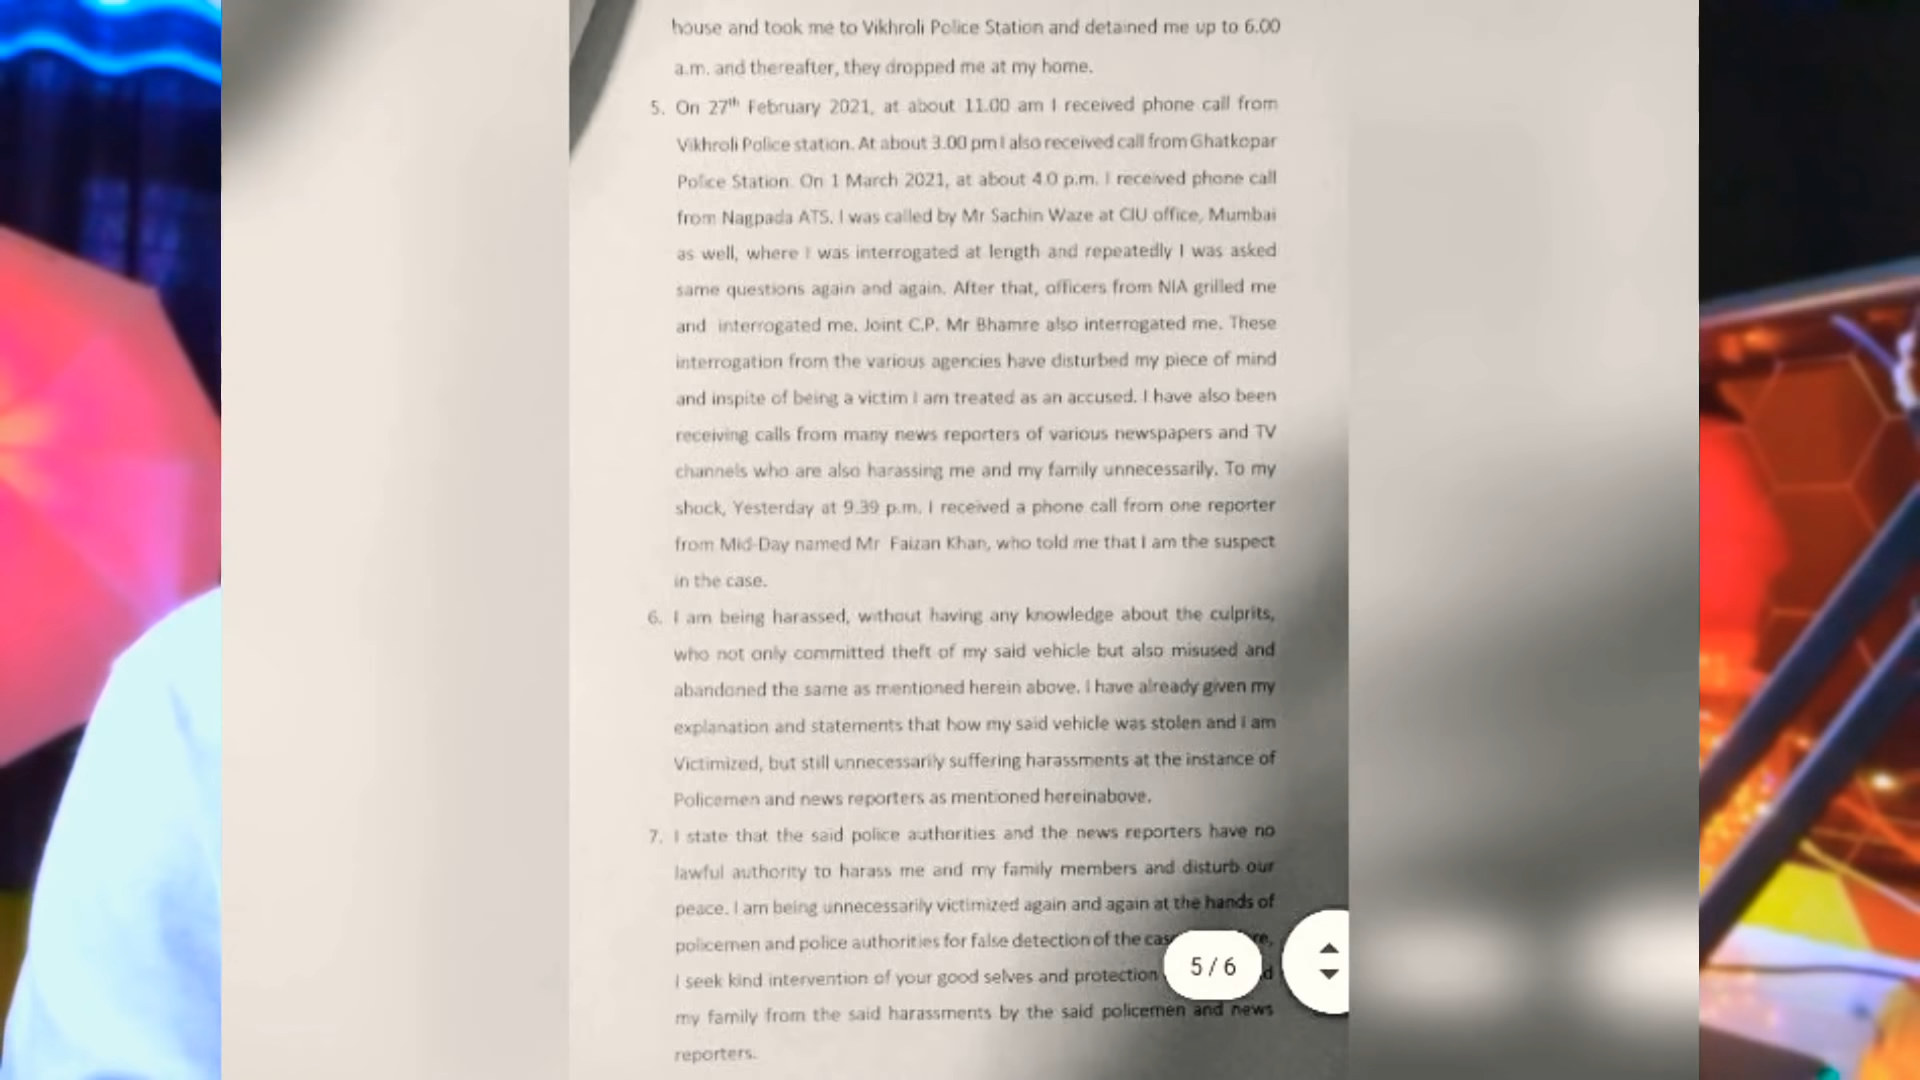 house and took me to Vikhroli Police Station and detained me up to 6.00
a.m. and thereafter, they dropped me at my home.
5. On 27th February 2021, at about 11.00 am I received phone call from
Vikhroli Police station. At about 3.00 pm I also received call from Ghatkopar
Police Station. On 1 March 2021, at about 4.0 p.m. I received phone call
from Nagpada ATS. I was called by Mr Sachin Waze at CIU office, Mumbai
as well, where I was interrogated at length and repeatedly I was asked
same questions again and again. After that, officers from NIA grilled me
and interrogated me. Joint C.P. Mr Bhamre also interrogated me. These
interrogation from the various agencies have disturbed my piece of mind
and inspite of being a victim I am treated as an accused. I have also been
receiving calls from many news reporters of various newspapers and TV
channels who are also harassing me and my family unnecessarily. To my
shock, Yesterday at 9.39 p.m. I received a phone call from one reporter
from Mid-Day named Mr Faizan Khan, who told me that I am the suspect
in the case.
6. I am being harassed, without having any knowledge about the culprits,
who not only committed theft of my said vehicle but also misused and
abandoned the same as mentioned herein above. I have already given my
explanation and statements that how my said vehicle was stolen and I am
Victimized, but still unnecessarily suffering harassments at the instance of
Policemen and news reporters as mentioned hereinabove.
7. I state that the said police authorities and the news reporters have no
lawful authority to harass me and my family members and disturb our
peace. I am being unnecessarily victimized again and again at the hands of
policemen and police authorities for false detection of the
I seek kind intervention of your good selves and protection
5/6
my family from the said harassments by the said policemen and news
reporters.